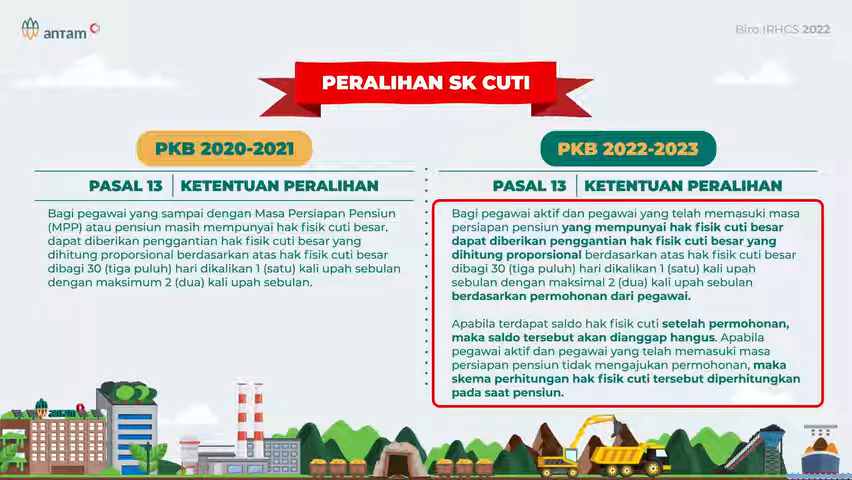 anTam
Biro IRHCS 2022
PERALIHAN SK CUTI
PKB 2020-2021
PASAL 13 KETENTUAN PERALIHAN
Bagi pegawai yang sampai dengan Masa Persiapan Pensiun
(MPP) atau pensiun masih mempunyai hak fisik cuti besar,
dapat diberikan penggantian hak fisik cuti besar yang
dihitung proporsional berdasarkan atas hak fisik cuti besar
dibagi 30 (tiga puluh) hari dikalikan 1 (satu) kali upah sebulan
dengan maksimum 2 (dua) kali upah sebulan.
PKB 2022-2023
PASAL 13 KETENTUAN PERALIHAN
Bagi pegawai aktif dan pegawai yang telah memasuki masa
persiapan pensiun yang mempunyai hak fisik cuti besar
dapat diberikan penggantian hak fisik cuti besar yang
dihitung proporsional berdasarkan atas hak fisik cuti besar
dibagi 30 (tiga puluh) hari dikalikan 1 (satu) kali upah
sebulan dengan maksimal 2 (dua) kali upah sebulan
berdasarkan permohonan dari pegawai.
Apabila terdapat saldo hak fisik cuti setelah permohonan,
maka saldo tersebut akan dianggap hangus. Apabila
pegawai aktif dan pegawai yang telah memasuki masa
persiapan pensiun tidak mengajukan permohonan, maka
skema perhitungan hak fisik cuti tersebut diperhitungkan
pada saat pensiun.
anTam